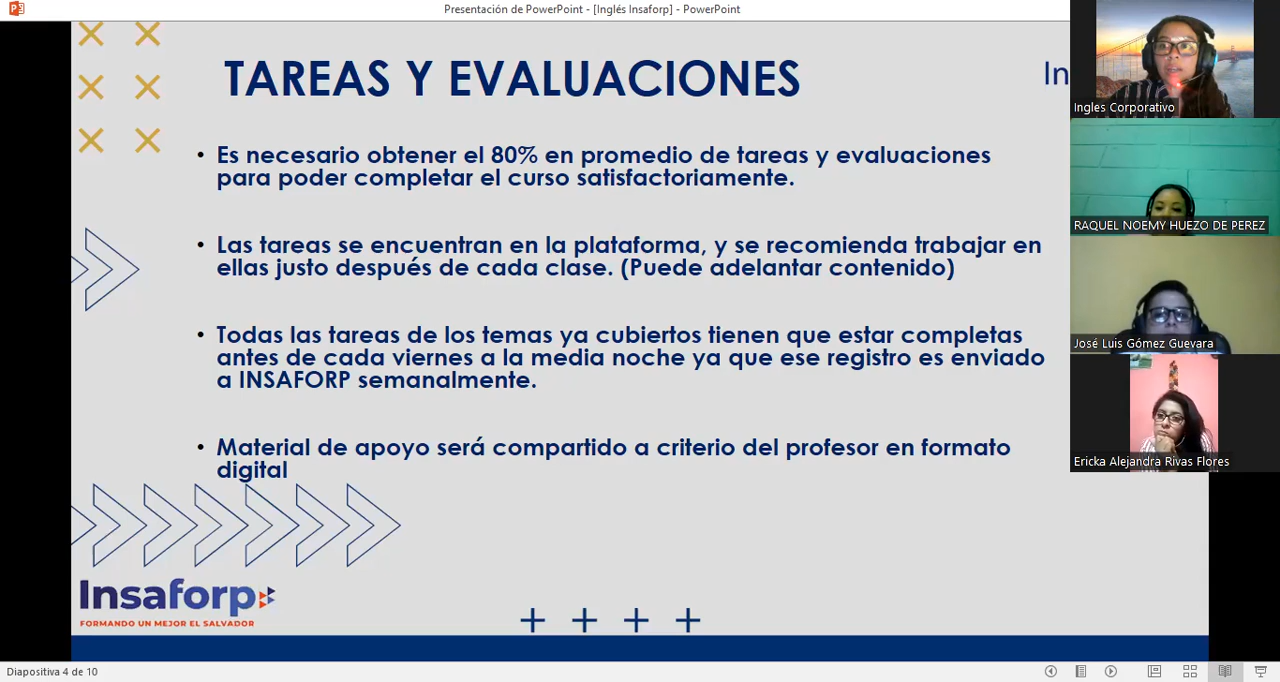 Presentación de PowerPoint - [Inglés Insaforp] - PowerPoint
TAREAS Y EVALUACIONES
In
• Es necesario obtener el 80% en promedio de tareas y evaluaciones
para poder completar el curso satisfactoriamente.
• Las tareas se encuentran en la plataforma, y se recomienda trabajar en
ellas justo después de cada clase. (Puede adelantar contenido)
• Todas las tareas de los temas ya cubiertos tienen que estar completas
antes de cada viernes a la media noche ya que ese registro es enviado
a INSAFORP semanalmente.
• Material de apoyo será compartido a criterio del profesor en formato
digital
Insaforp
FORMANDO UN MEJOR EL SALVADOR
Diapositiva 4 de 10
Ingles Corporativo
RAQUEL NOEMY HUEZO DE PEREZ
José Luis Gómez Guevara
Ericka Alejandra Rivas Flores